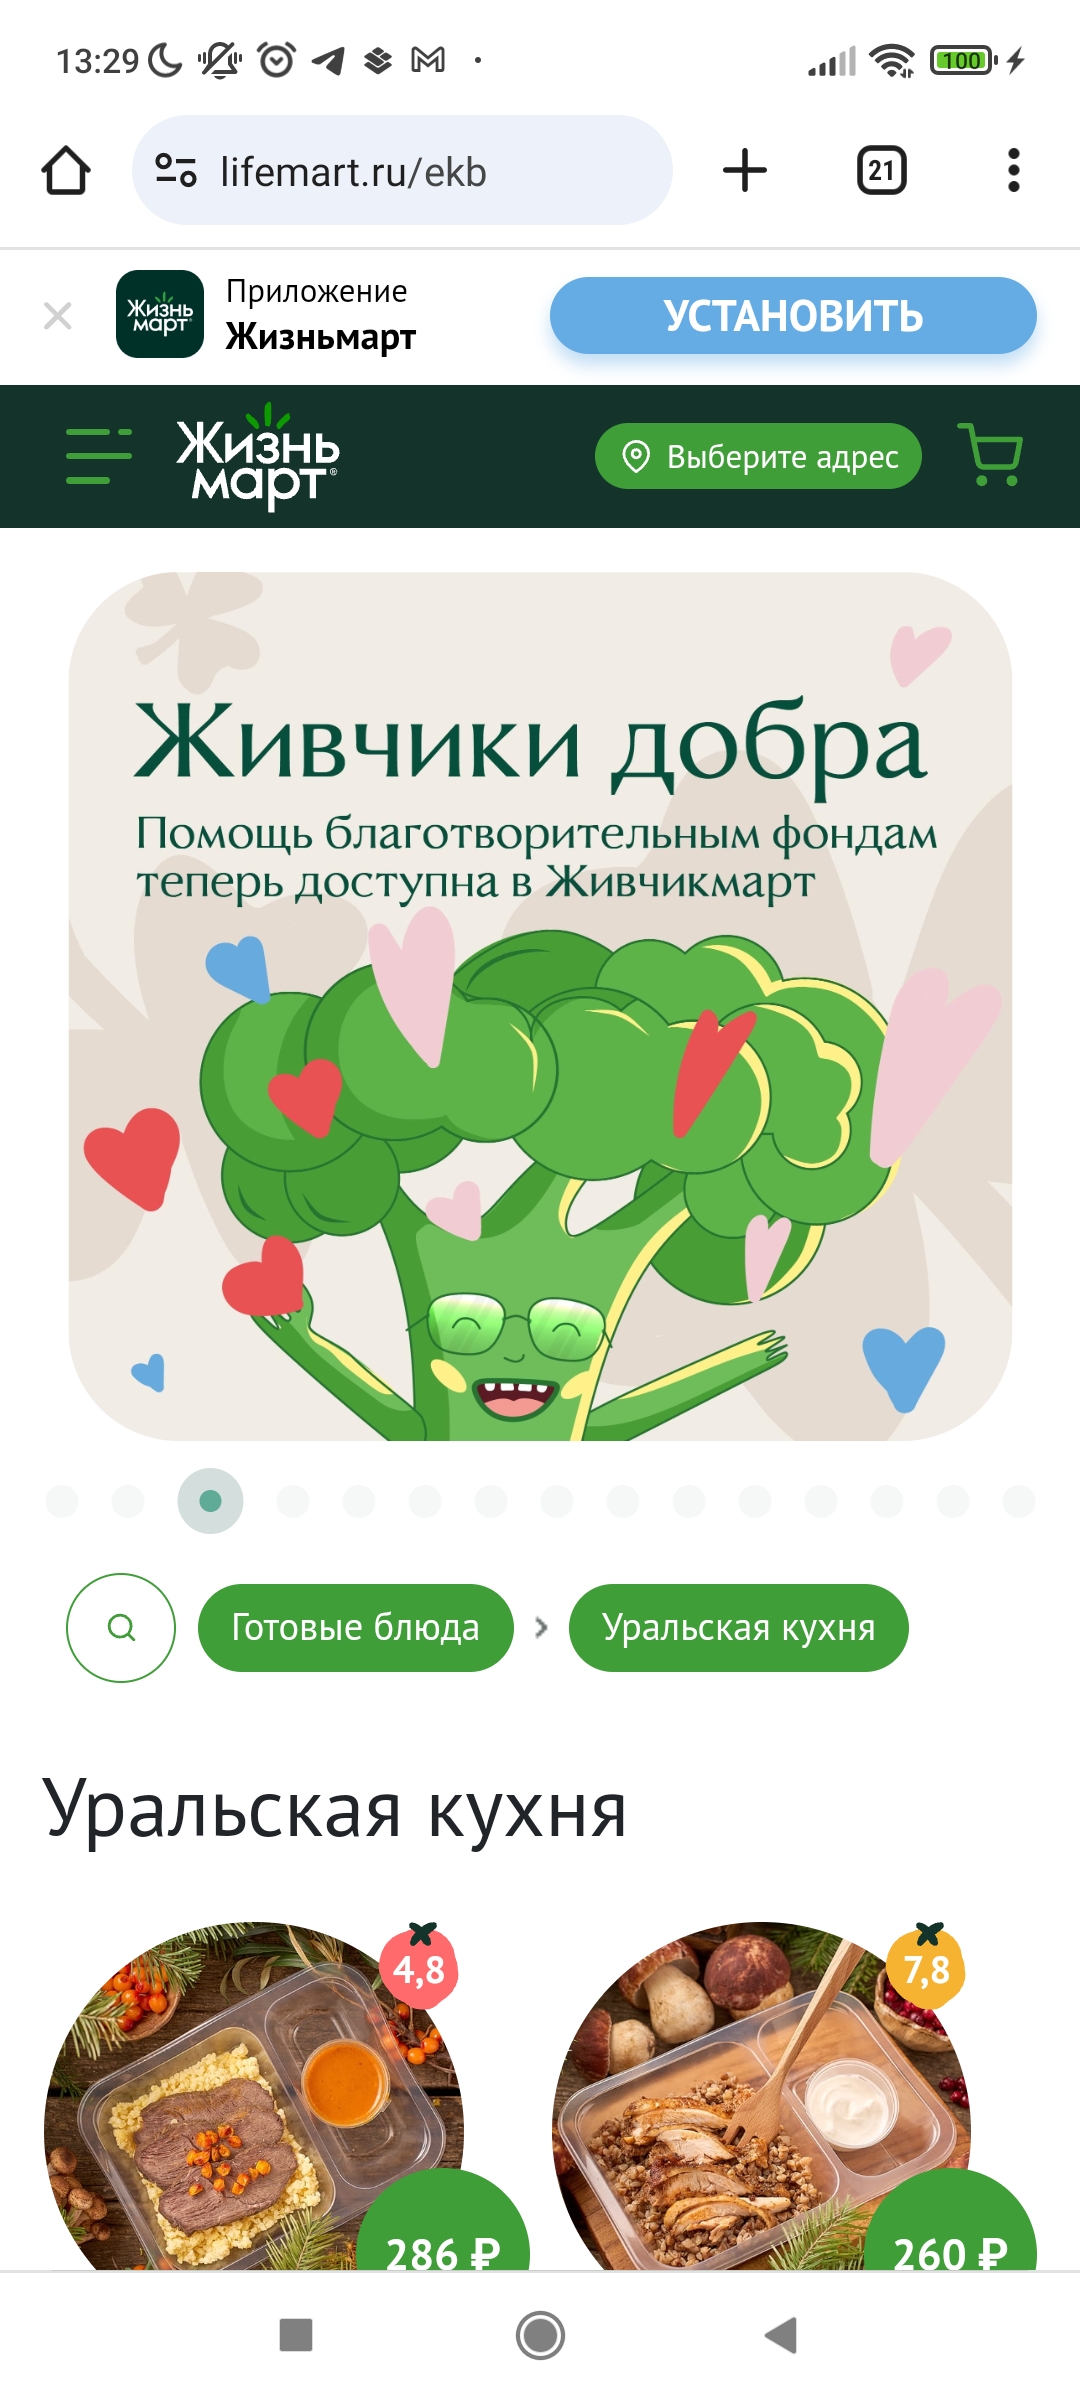 13:29
100
lifemart.ru/ekb
21
Жизнь
март
Приложение
Жизньмарт
УСТАНОВИТЬ
Жизнь
март®
Выберите адрес
Живчики добра
Помощь благотворительным фондам
теперь доступна в Живчикмарт
Готовые блюда
Уральская кухня
Уральская кухня
4,8
7,8
286 ₽
260 ₽